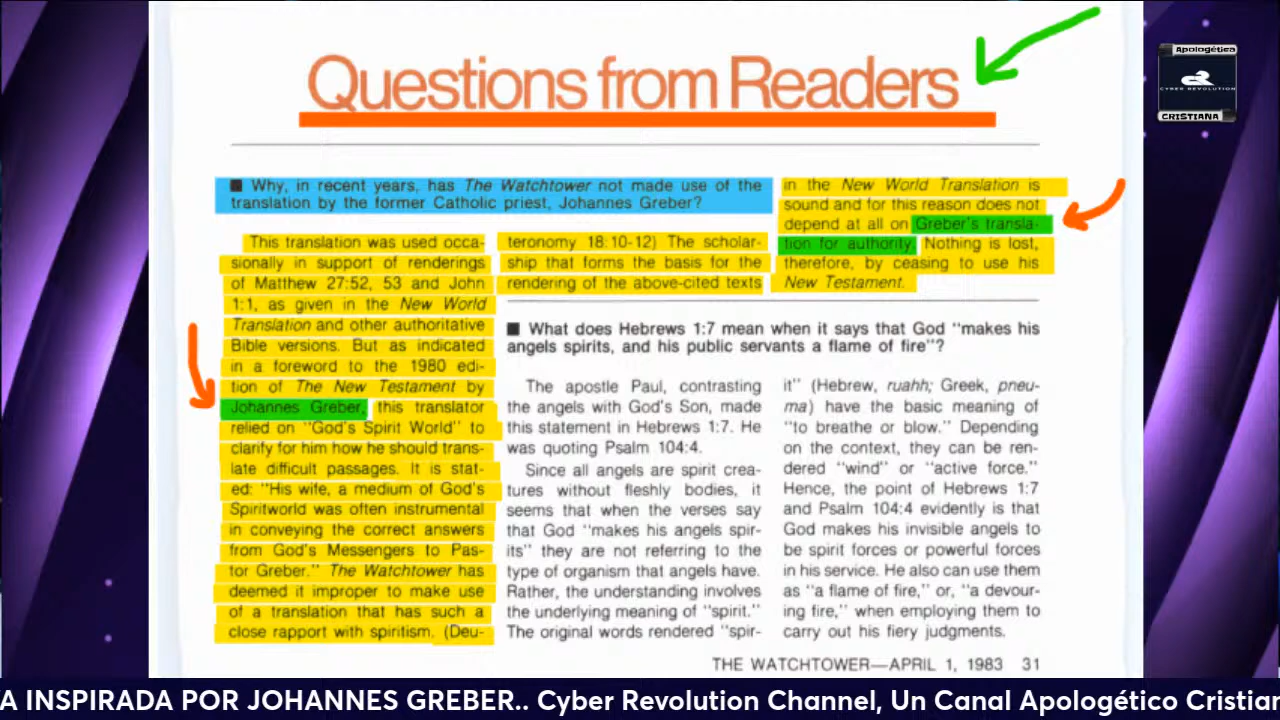 Questions from Readers
Apologética
CYBER REVOLUTION
CRISTIANA
■ Why, in recent years, has The Watchtower not made use of the
translation by the former Catholic priest, Johannes Greber?
This translation was used occa-
sionally in support of renderings
of Matthew 27:52, 53 and John
1:1, as given in the New World
Translation and other authoritative
Bible versions. But as indicated
in a foreword to the 1980 edi-
tion of The New Testament by
Johannes Greber, this translator
relied on "God's Spirit World" to
clarify for him how he should trans-
late difficult passages. It is stat-
ed: "His wife, a medium of God's
Spiritworld was often instrumental
in conveying the correct answers
from God's Messengers to Pas-
tor Greber." The Watchtower has
deemed it improper to make use
of a translation that has such a
close rapport with spiritism. (Deu-
teronomy 18:10-12) The scholar-
ship that forms the basis for the
rendering of the above-cited texts
in the New World Translation is
sound and for this reason does not
depend at all on Greber's transla-
tion for authority. Nothing is lost,
therefore, by ceasing to use his
New Testament.
■ What does Hebrews 1:7 mean when it says that God "makes his
angels spirits, and his public servants a flame of fire"?
The apostle Paul, contrasting
the angels with God's Son, made
this statement in Hebrews 1:7. He
was quoting Psalm 104:4.
Since all angels are spirit crea-
tures without fleshly bodies, it
seems that when the verses say
that God "makes his angels spir-
its" they are not referring to the
type of organism that angels have.
Rather, the understanding involves
the underlying meaning of "spirit."
The original words rendered "spir-
it" (Hebrew, ruahh; Greek, pneu-
ma) have the basic meaning of
"to breathe or blow." Depending
on the context, they can be ren-
dered "wind" or "active force."
Hence, the point of Hebrews 1:7
and Psalm 104:4 evidently is that
God makes his invisible angels to
be spirit forces or powerful forces
in his service. He also can use them
as "a flame of fire," or, "a devour-
ing fire," when employing them to
carry out his fiery judgments.
THE WATCHTOWER—APRIL 1, 1983 31
A INSPIRADA POR JOHANNES GREBER.. Cyber Revolution Channel, Un Canal Apologético Cristian